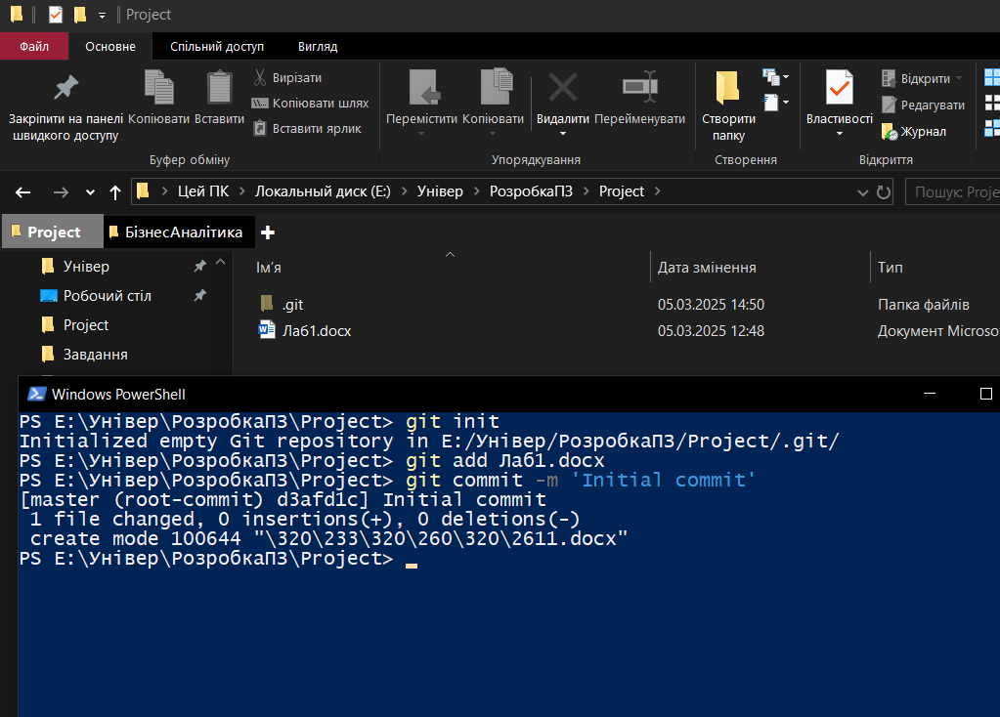 Project
Файл
Основне
Спільний доступ
Вигляд
Закріпити на панелі
швидкого доступу
Копіювати
Вставити
Вирізати
Копіювати шлях
Вставити ярлик
Буфер обміну
Перемістити
Копіювати
Видалити
Перейменувати
Упорядкування
Створити
папку
Створення
Властивості
Відкрити
Редагувати
Журнал
Відкриття
Цей ПК
Локальный диск (E:)
Універ
РозробкаПЗ
Project
Пошук: Proje
Project
БізнесАналітика
Універ
Робочий стіл
Project
Завдання
Ім'я
Дата змінення
Тип
.git
05.03.2025 14:50
Папка файлів
Лаб1.docx
05.03.2025 12:48
Документ Microso
Windows PowerShell
PS E:\Універ\РозробкаПЗ\Project> git init
Initialized empty Git repository in E:/Універ/РозробкаПЗ/Project/.git/
PS E:\Універ\РозробкаПЗ\Project> git add Лаб1.docx
PS E:\Універ\РозробкаПЗ\Project> git commit -m 'Initial commit'
[master (root-commit) d3afd1c] Initial commit
 1 file changed, 0 insertions(+), 0 deletions(-)
 create mode 100644 "\320\233\320\260\320\2611.docx"
PS E:\Універ\РозробкаПЗ\Project>